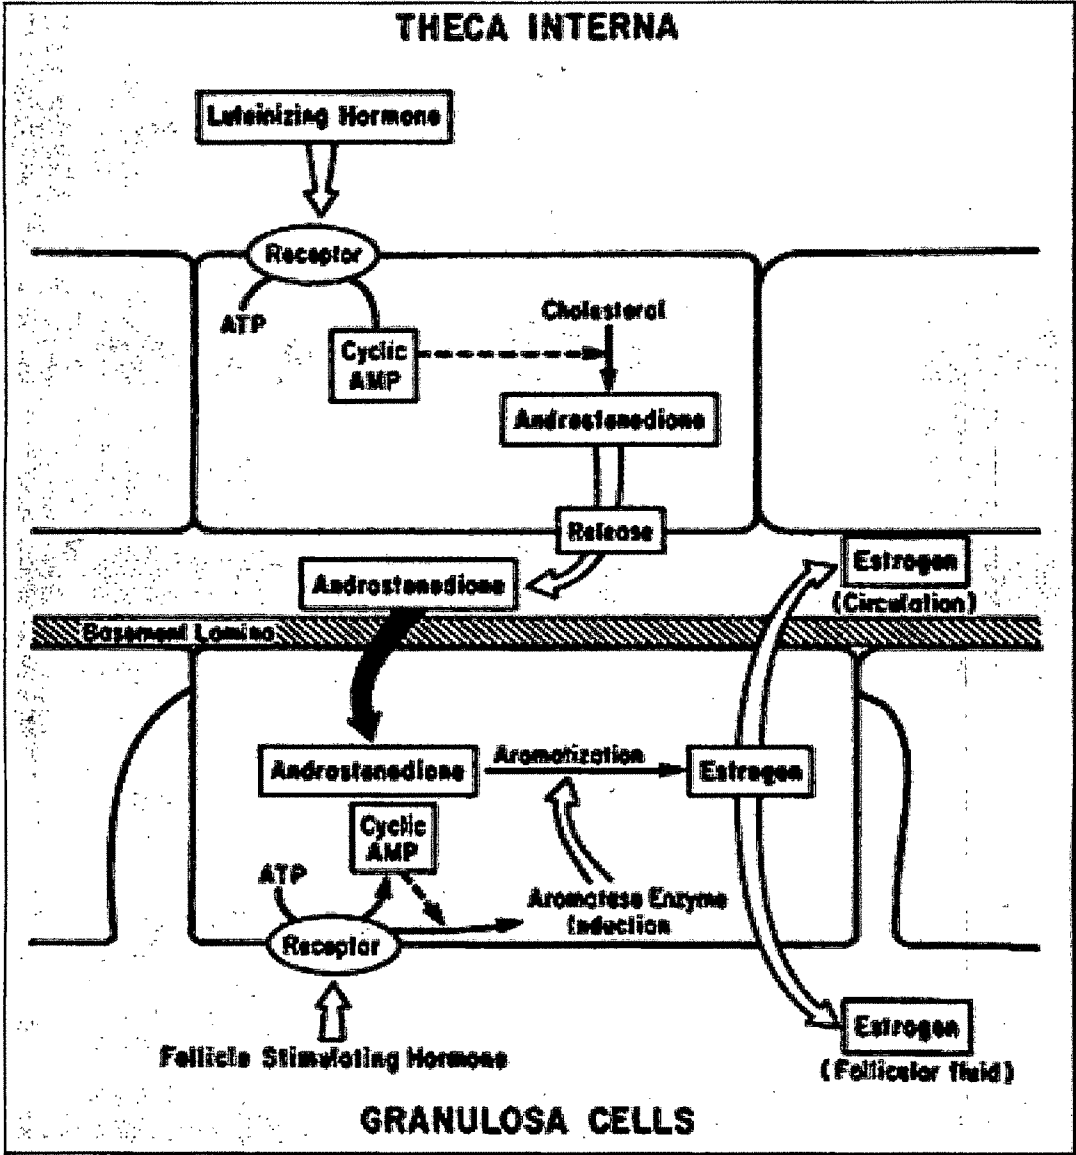 THECA INTERNA
Luteinizing Hormone
Receptor
ATP
Cyclic
AMP
Cholesterol
Androstenedione
Release
Androstenedione
Estrogen
(Circulation)
Basement Lamina
Androstenedione
Aromatization
Estrogen
Cyclic
AMP
ATP
Aromatase Enzyme
Induction
Receptor
Follicle Stimulating Hormone
Estrogen
(Follicular fluid)
GRANULOSA CELLS